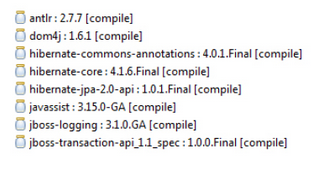 antlr : 2.7.7 [compile]
dom4j : 1.6.1 [compile]
hibernate-commons-annotations : 4.0.1.Final [compile]
hibernate-core : 4.1.6.Final [compile]
hibernate-jpa-2.0-api : 1.0.1.Final [compile]
javassist : 3.15.0-GA [compile]
jboss-logging : 3.1.0.GA [compile]
jboss-transaction-api_1.1_spec : 1.0.0.Final [compile]